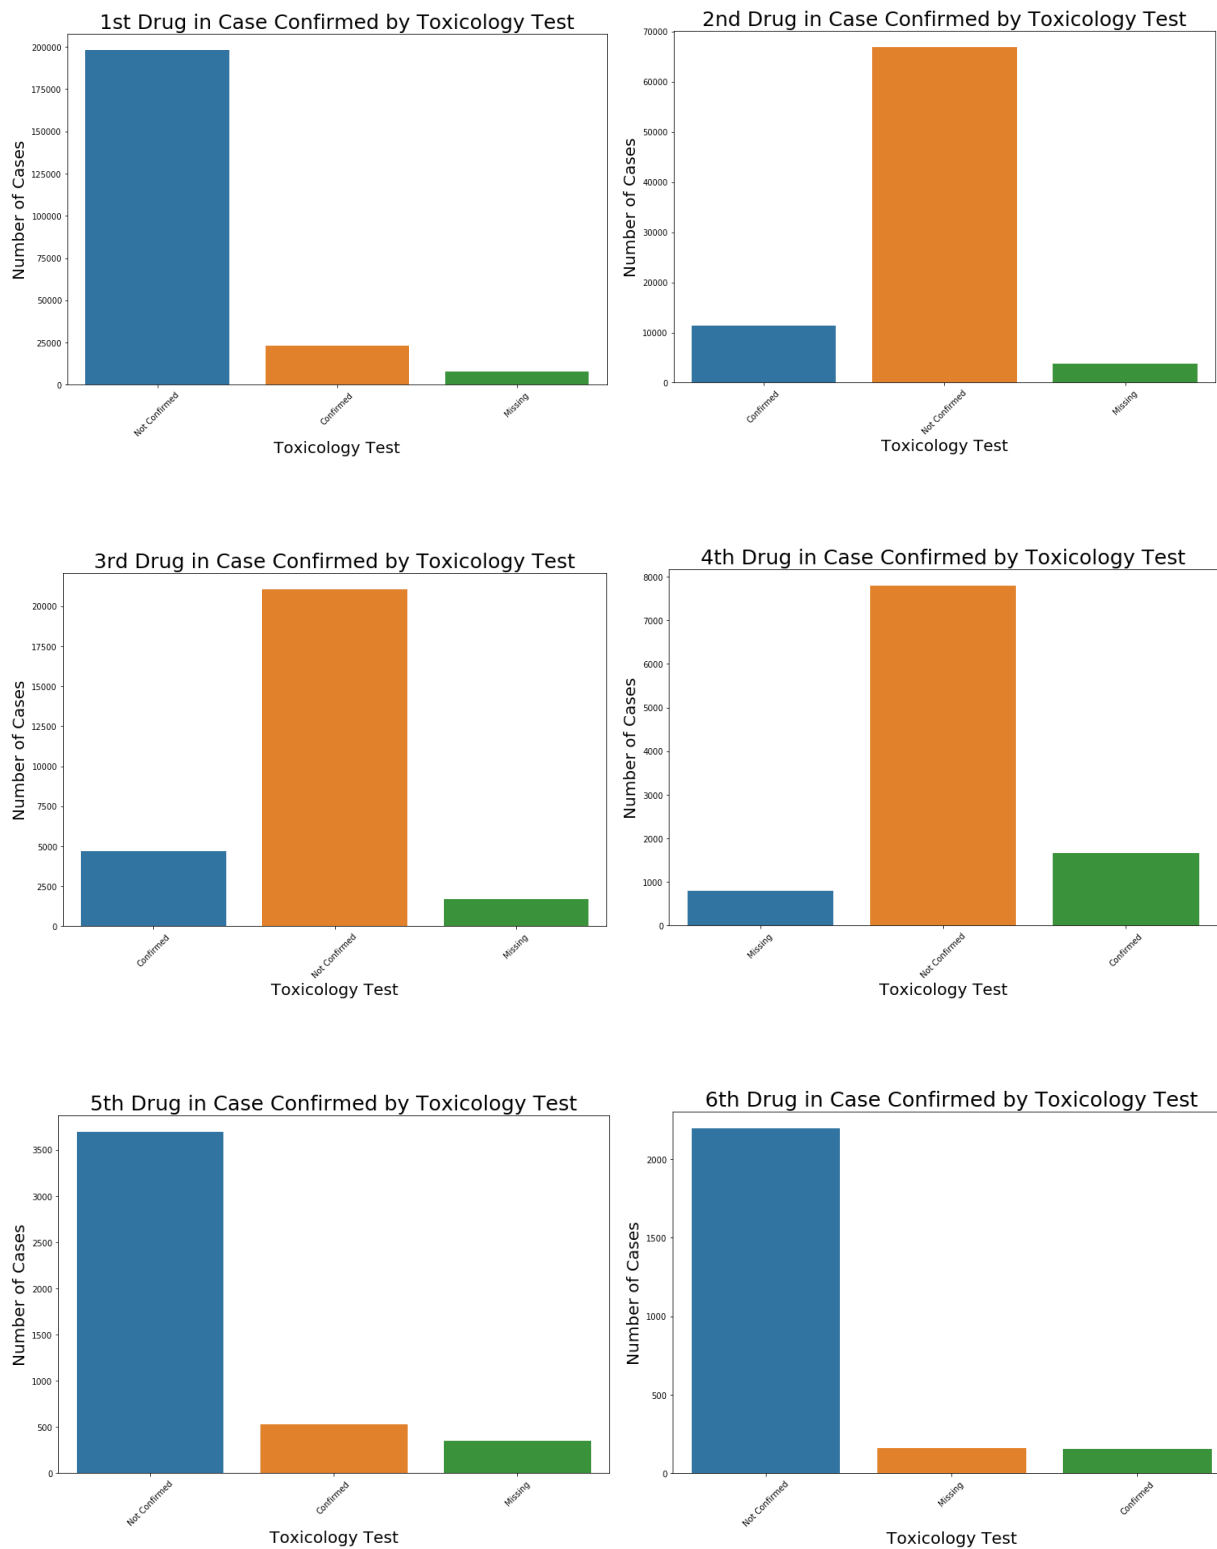 1st Drug in Case Confirmed by Toxicology Test
200000
175000
150000
125000
100000
75000
50000
25000
0
Number of Cases
Not Confirmed
Confirmed
Missing
Toxicology Test
2nd Drug in Case Confirmed by Toxicology Test
70000
60000
50000
40000
30000
20000
10000
0
Number of Cases
Confirmed
Not Confirmed
Missing
Toxicology Test
3rd Drug in Case Confirmed by Toxicology Test
20000
17500
15000
12500
10000
7500
5000
2500
0
Number of Cases
Confirmed
Not Confirmed
Missing
Toxicology Test
4th Drug in Case Confirmed by Toxicology Test
8000
7000
6000
5000
4000
3000
2000
1000
0
Number of Cases
Missing
Not Confirmed
Confirmed
Toxicology Test
5th Drug in Case Confirmed by Toxicology Test
3500
3000
2500
2000
1500
1000
500
0
Number of Cases
Not Confirmed
Confirmed
Missing
Toxicology Test
6th Drug in Case Confirmed by Toxicology Test
2000
1500
1000
500
0
Number of Cases
Not Confirmed
Missing
Confirmed
Toxicology Test